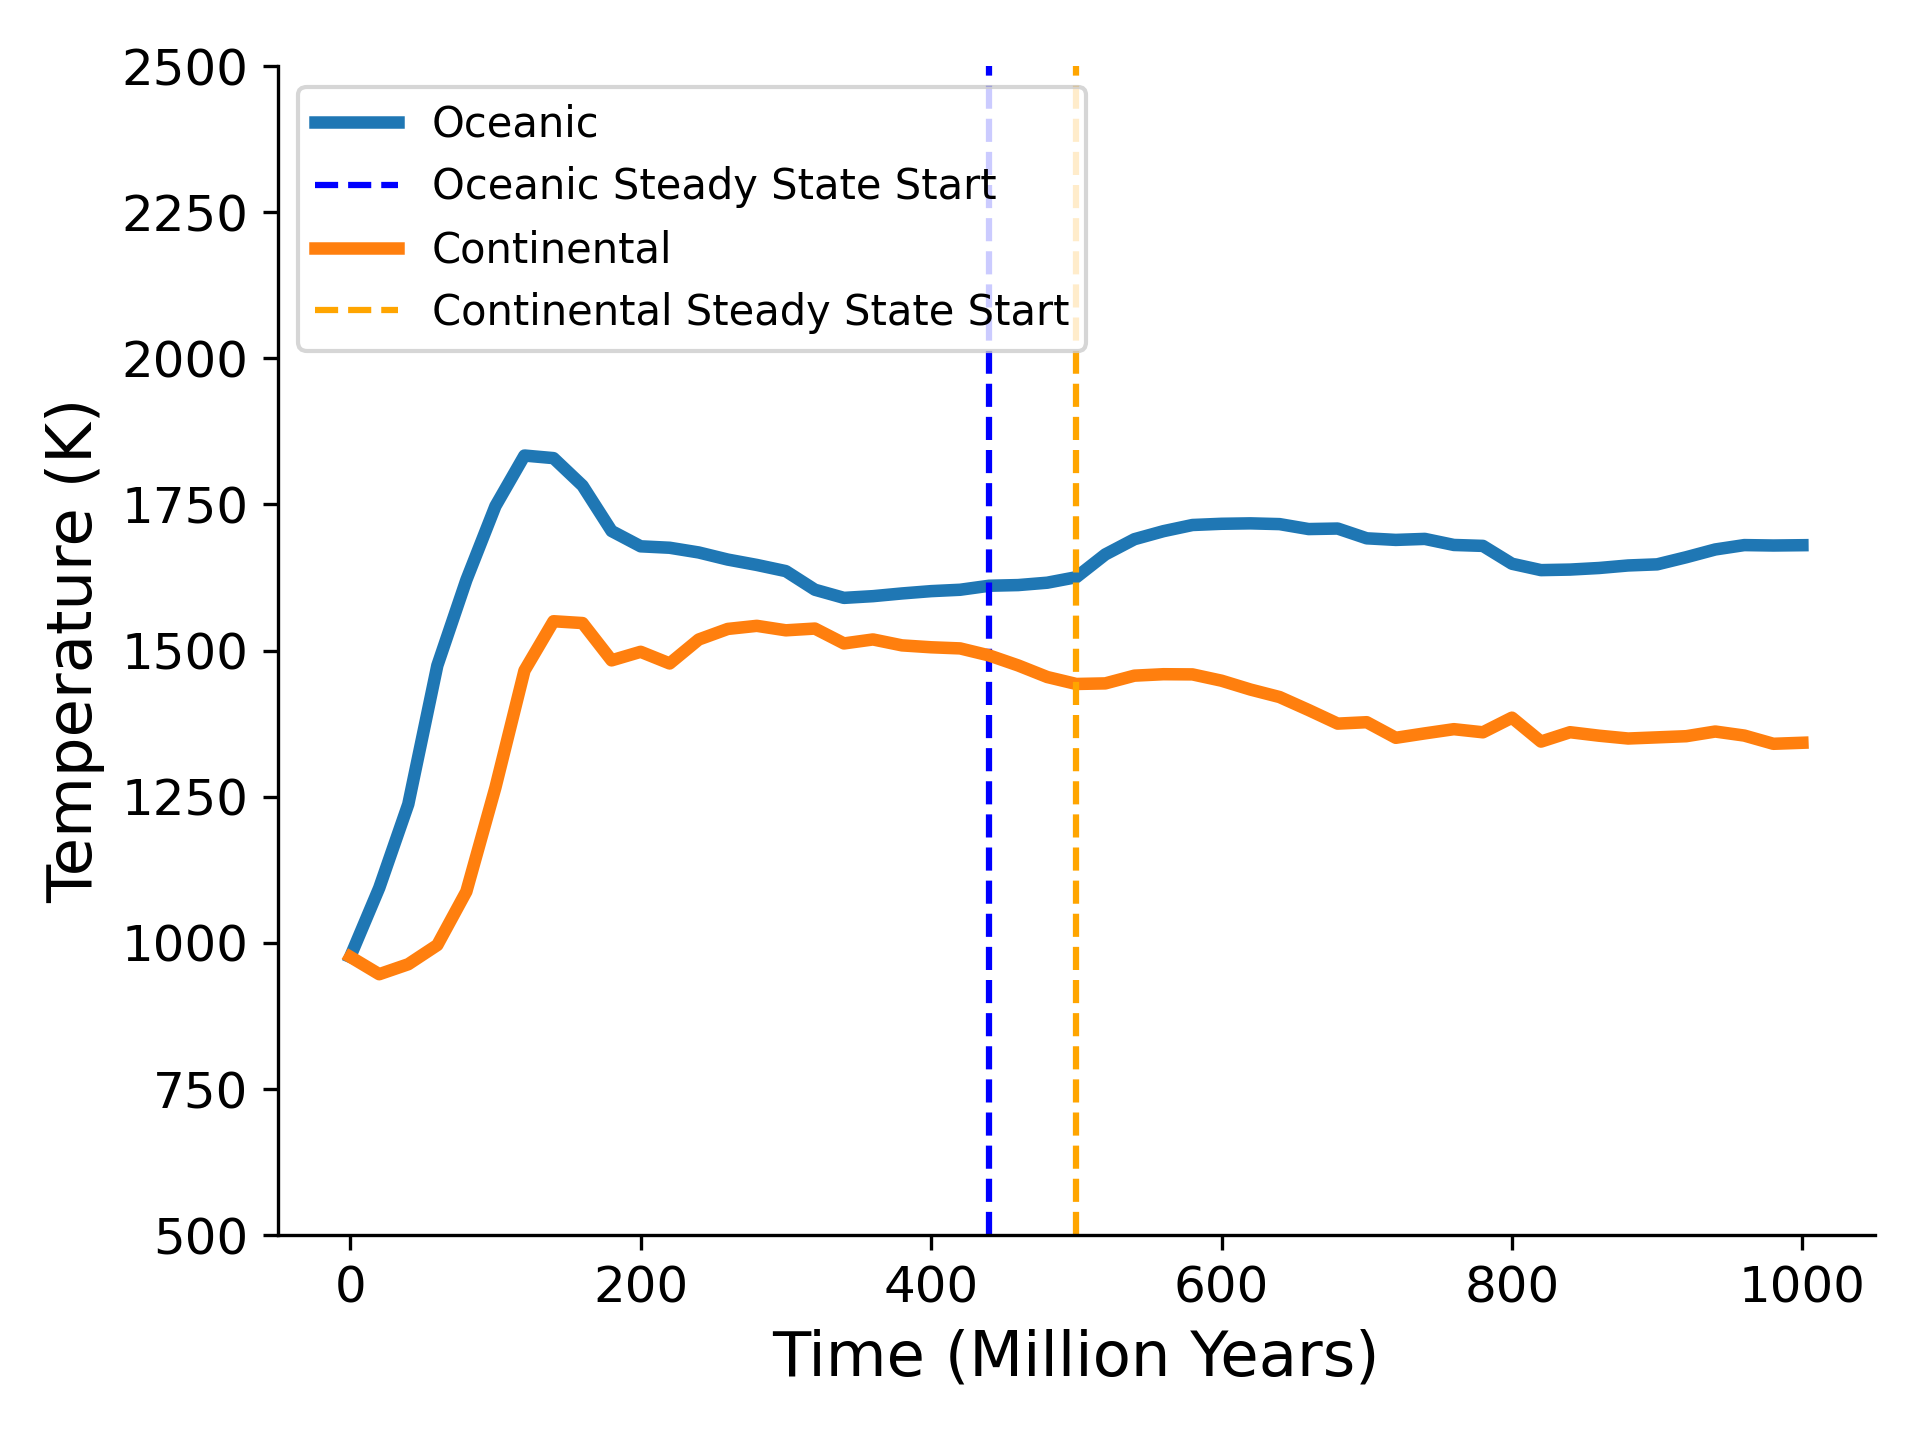 2500
2250
2000
1750
1500
1250
1000
750
500
Temperature (K)
Oceanic
Oceanic Steady State Start
Continental
Continental Steady State Start
0 200 400 600 800 1000
Time (Million Years)